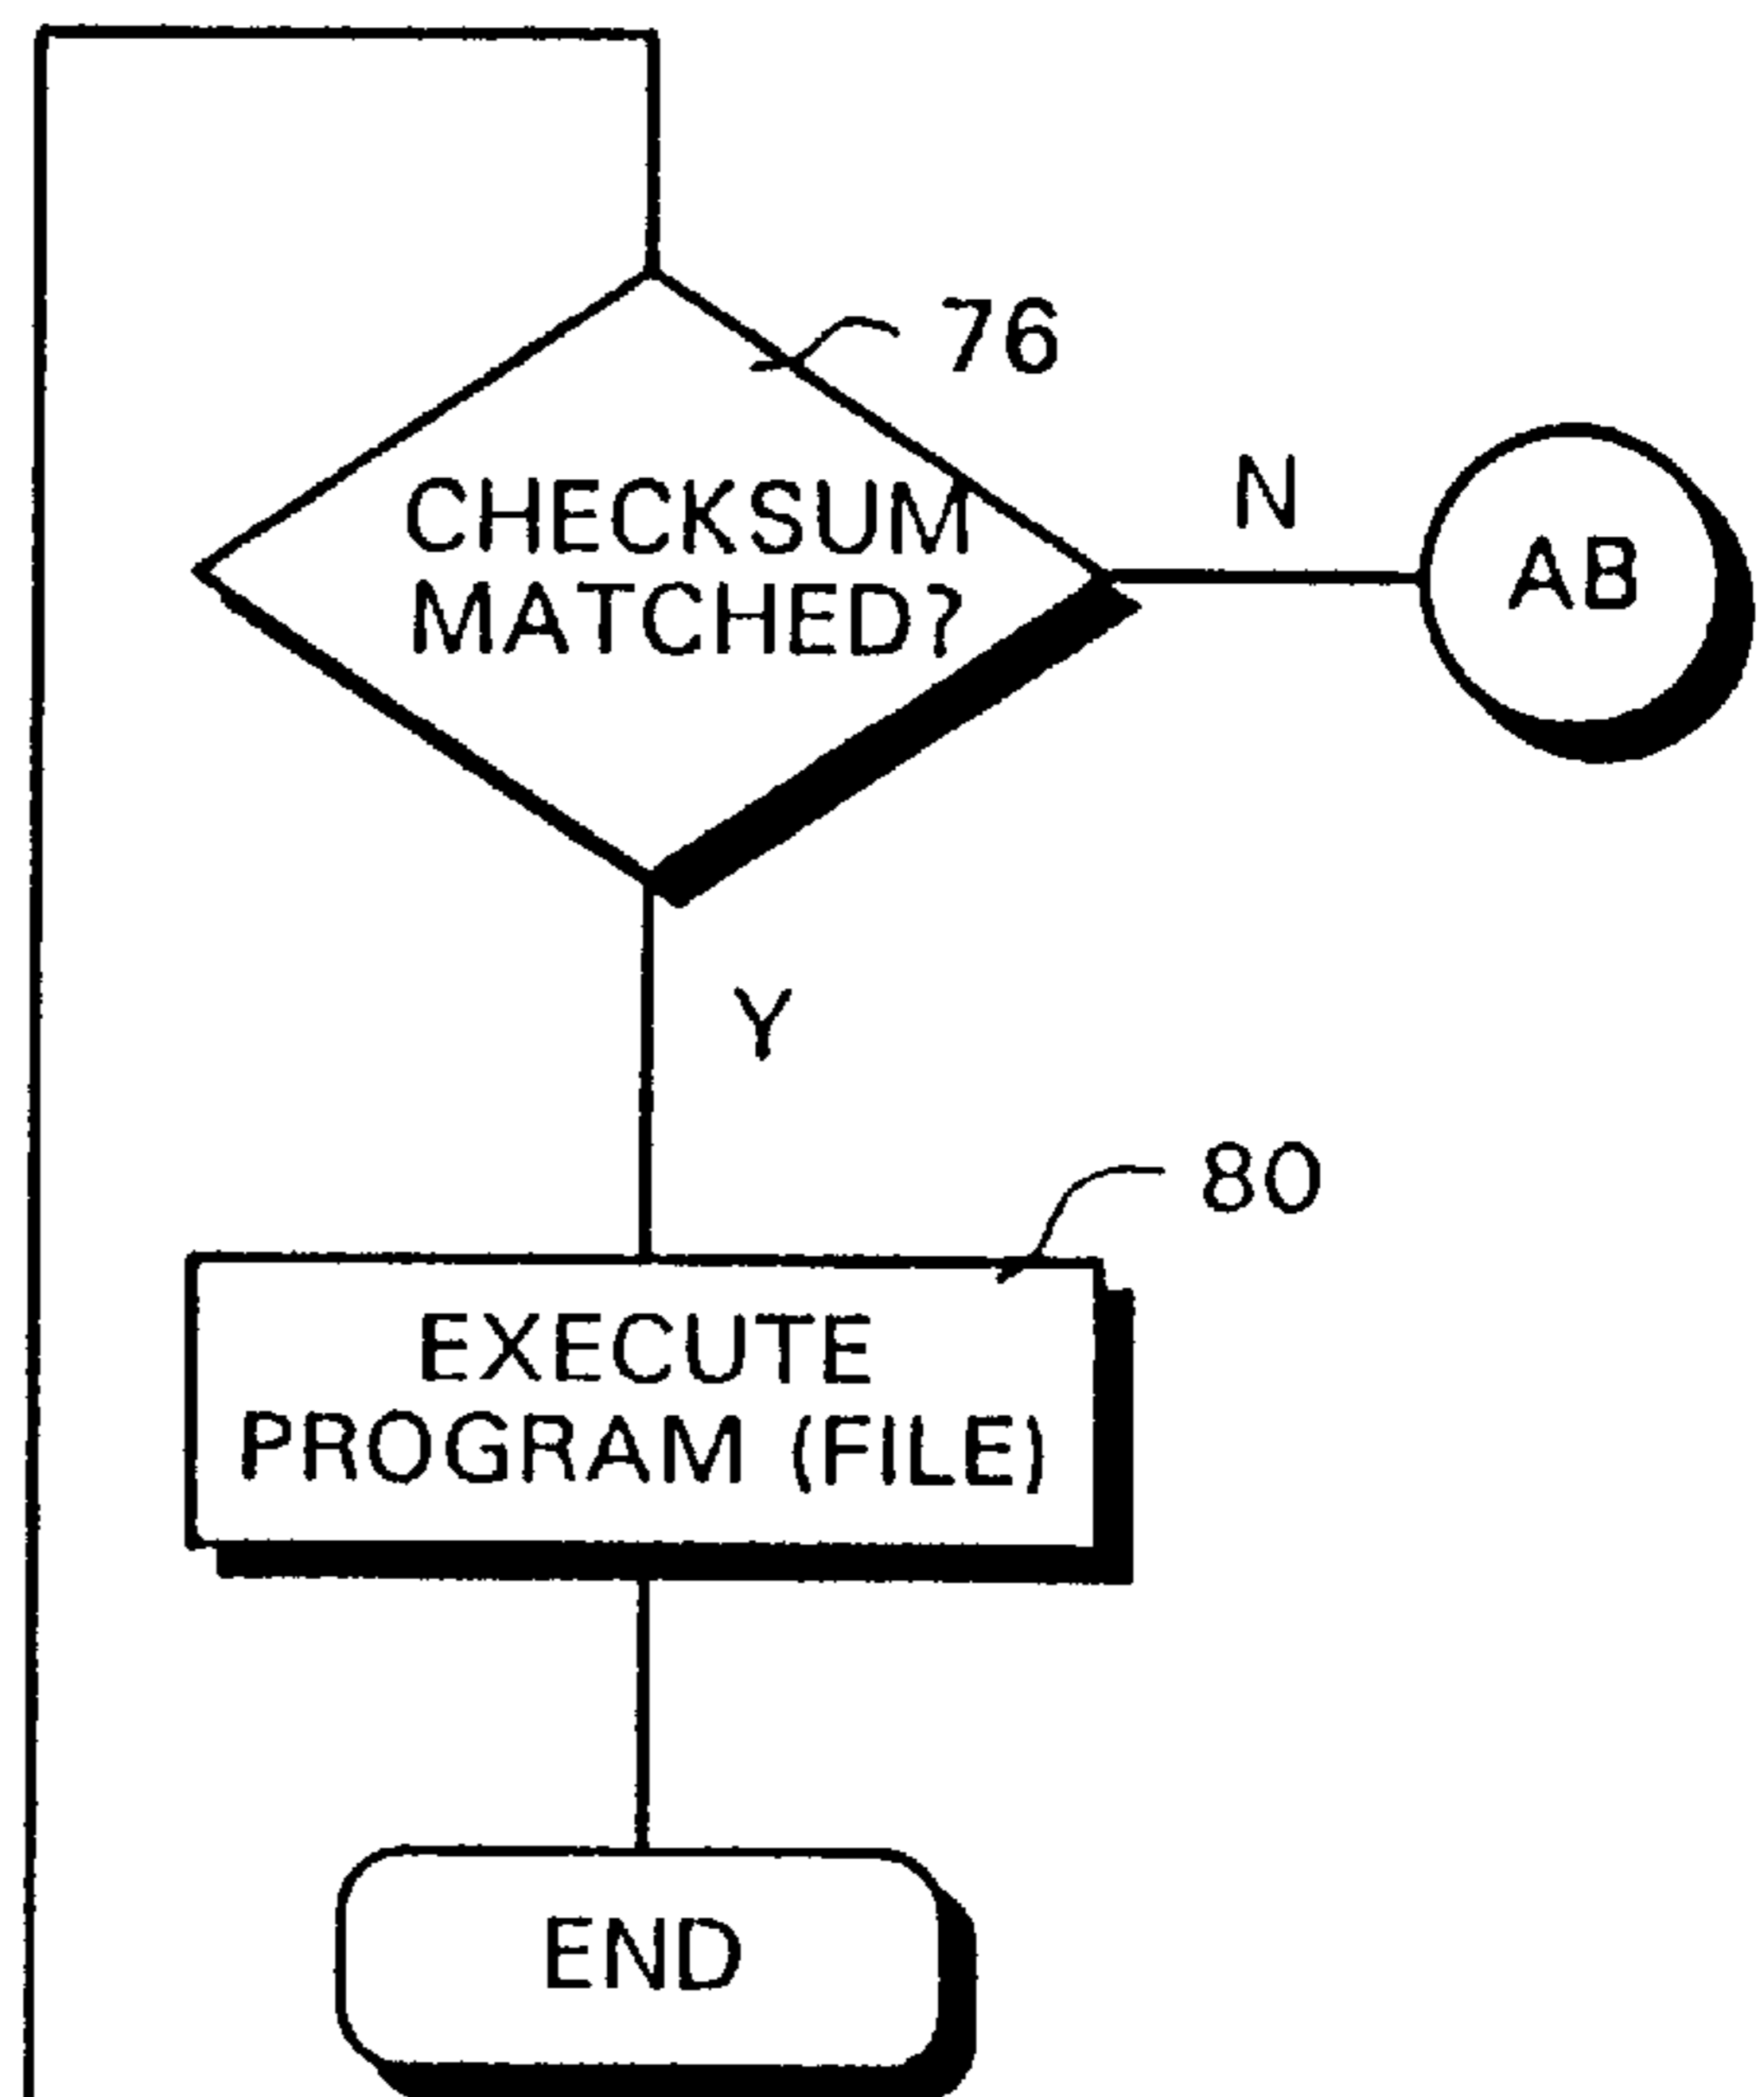 76
CHECKSUM
MATCHED?
N
AB
Y
80
EXECUTE
PROGRAM (FILE)
END